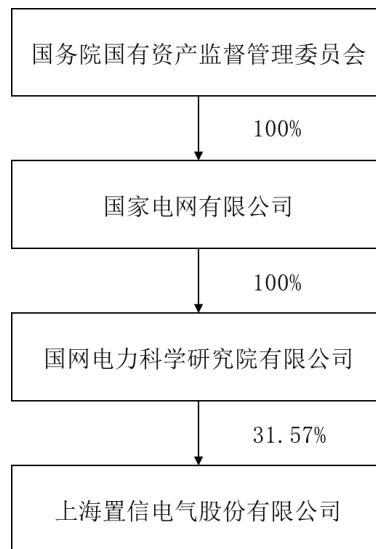 国务院国有资产监督管理委员会
100%
国家电网有限公司
100%
国网电力科学研究院有限公司
31.57%
上海置信电气股份有限公司